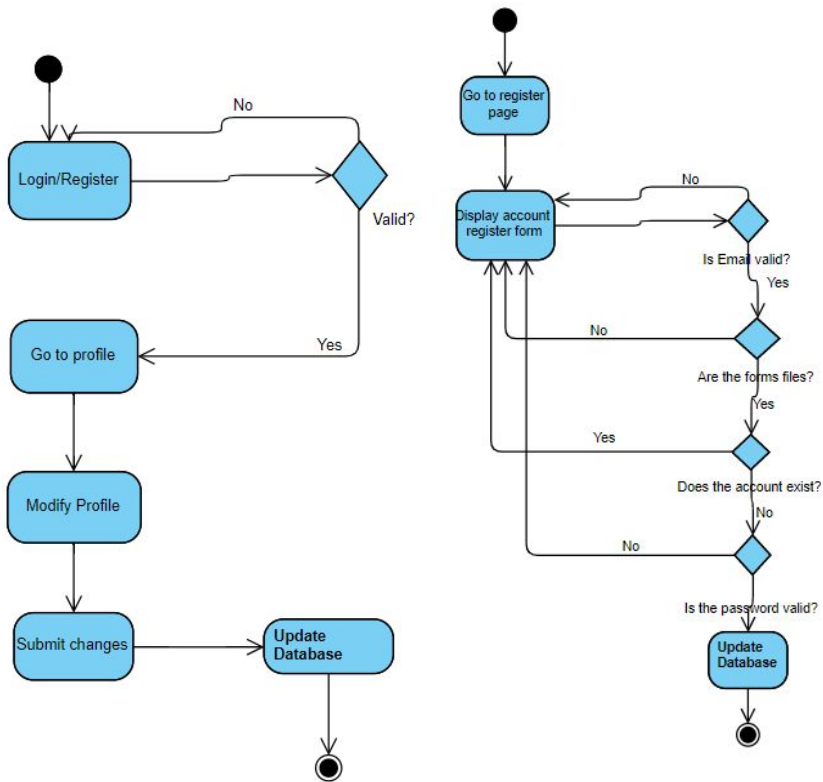 No
Login/Register
Valid?
Yes
Go to profile
Modify Profile
Submit changes
Update
Database
Go to register
page
No
Display account
register form
Is Email valid?
Yes
No
Are the forms files?
Yes
Yes
Does the account exist?
No
No
Is the password valid?
Update
Database